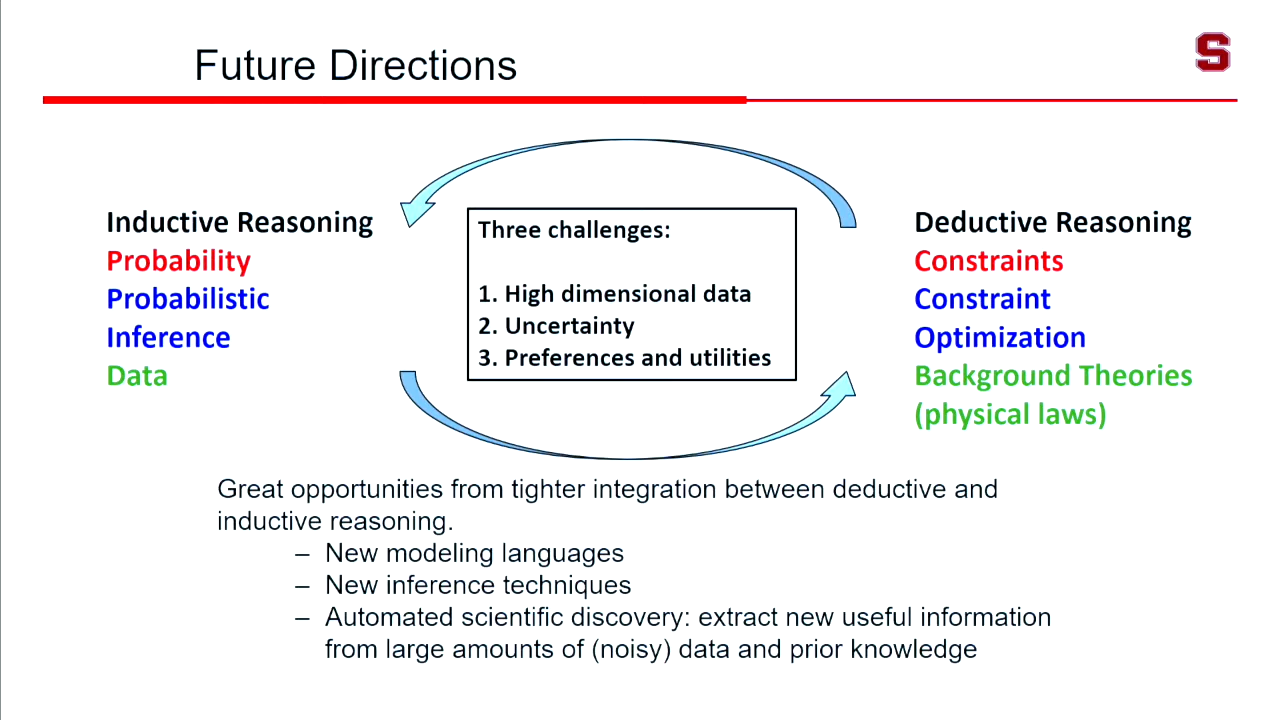 Future Directions
S
Inductive Reasoning
Probability
Probabilistic
Inference
Data
Three challenges:
1. High dimensional data
2. Uncertainty
3. Preferences and utilities
Deductive Reasoning
Constraints
Constraint
Optimization
Background Theories
(physical laws)
Great opportunities from tighter integration between deductive and
inductive reasoning.
– New modeling languages
– New inference techniques
– Automated scientific discovery: extract new useful information
from large amounts of (noisy) data and prior knowledge